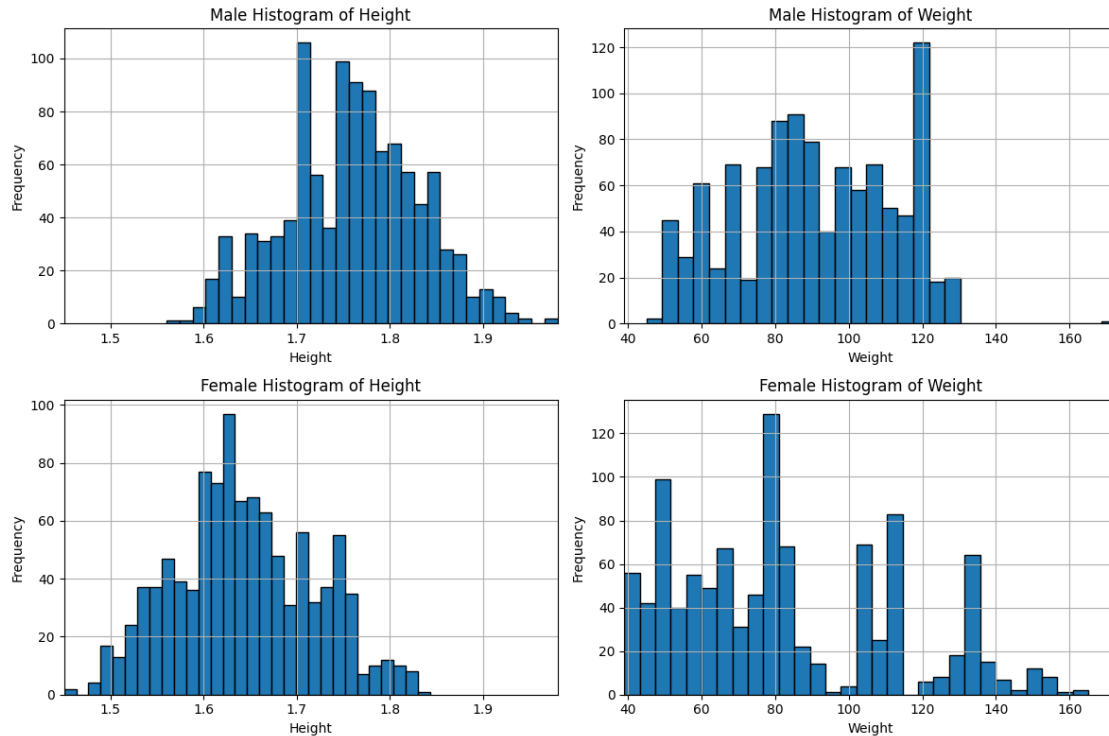 Male Histogram of Height
Frequency
100
80
60
40
20
0
1.5 1.6 1.7 1.8 1.9
Height
Male Histogram of Weight
Frequency
120
100
80
60
40
20
0
40 60 80 100 120 140 160
Weight
Female Histogram of Height
Frequency
100
80
60
40
20
0
1.5 1.6 1.7 1.8 1.9
Height
Female Histogram of Weight
Frequency
120
100
80
60
40
20
0
40 60 80 100 120 140 160
Weight